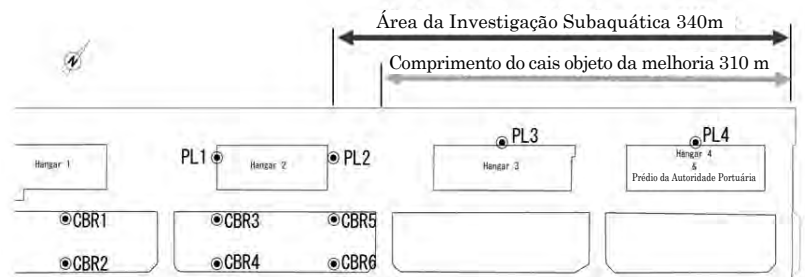 Área da Investigação Subaquática 340m
Comprimento do cais objeto da melhoria 310 m
N
PL1
PL2
PL3
PL4
Hangar 1
Hangar 2
Hangar 3
Hangar 4
&
Prédio da Autoridade Portuária
CBR1
CBR3
CBR5
CBR2
CBR4
CBR6